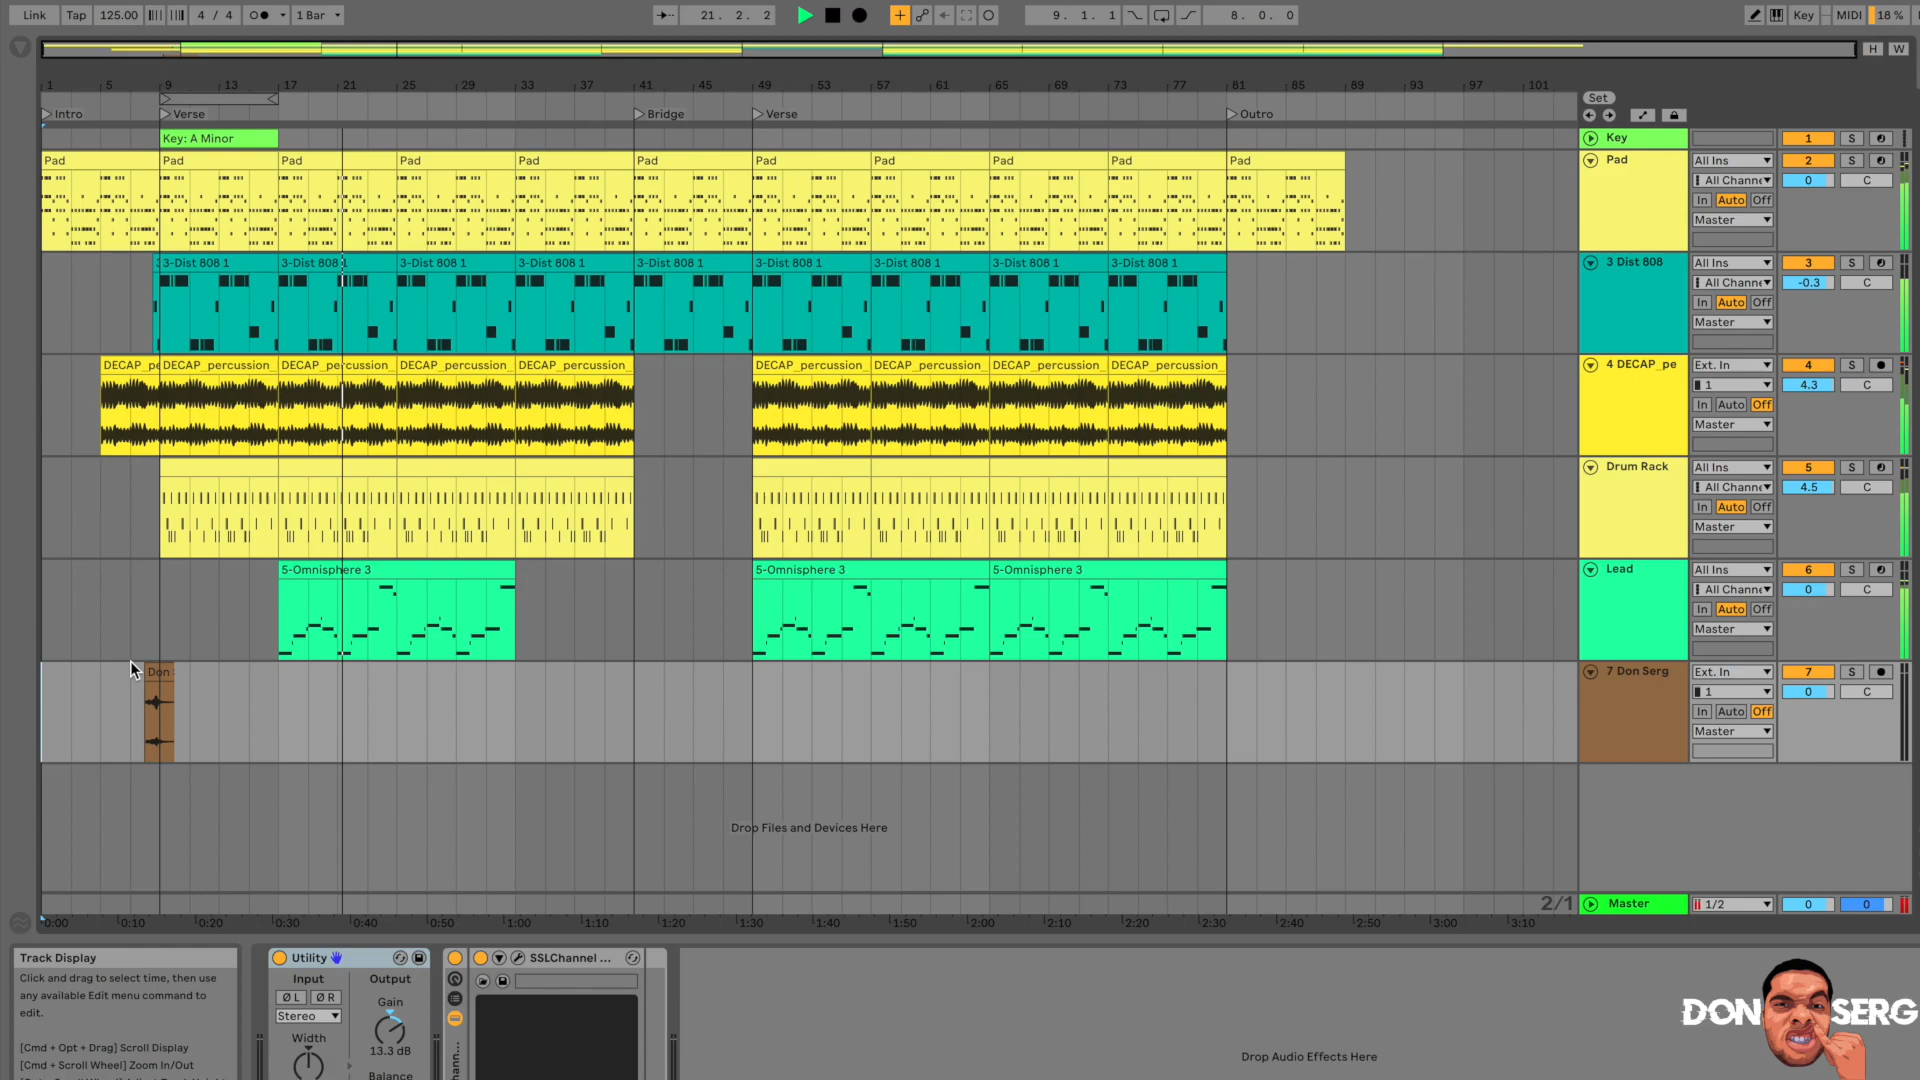 Link Tap 125.00 4 / 4 1 Bar 21. 2. 2 9. 1. 1 8. 0. 0 Key MIDI 18 %
H W
1 5 9 13 17 21 25 29 33 37 41 45 49 53 57 61 65 69 73 77 81 85 89 93 97 101
Set
Intro Verse Bridge Verse Outro
Key: A Minor Key 1 S
Pad Pad Pad Pad Pad Pad Pad Pad Pad Pad Pad Pad All Ins 2 S
All Channe 0 C
In Auto Off
Master
3-Dist 808 1 3-Dist 808 1 3-Dist 808 1 3-Dist 808 1 3-Dist 808 1 3-Dist 808 1 3-Dist 808 1 3-Dist 808 1 3-Dist 808 1 3 Dist 808 All Ins 3 S
All Channe -0.3 C
In Auto Off
Master
DECAP_pe DECAP_percussion_ DECAP_percussion_ DECAP_percussion_ DECAP_percussion_ DECAP_percussion_ DECAP_percussion_ DECAP_percussion_ DECAP_percussion_ 4 DECAP_pe Ext. In 4 S
1 4.3 C
In Auto Off
Master
Drum Rack All Ins 5 S
All Channe 4.5 C
In Auto Off
Master
5-Omnisphere 3 5-Omnisphere 3 5-Omnisphere 3 Lead All Ins 6 S
All Channe 0 C
In Auto Off
Master
Don 7 Don Serg Ext. In 7 S
1 0 C
In Auto Off
Master
Drop Files and Devices Here
2/1 Master 1/2 0 0
0:00 0:10 0:20 0:30 0:40 0:50 1:00 1:10 1:20 1:30 1:40 1:50 2:00 2:10 2:20 2:30 2:40 2:50 3:00 3:10
Track Display
Click and drag to select time, then use
any available Edit menu command to
edit.
[Cmd + Opt + Drag] Scroll Display
[Cmd + Scroll Wheel] Zoom In/Out
Utility
Input Output
Ø L Ø R Gain
Stereo
Width 13.3 dB
Balance
SSLChannel ...
Drop Audio Effects Here
DON SERG